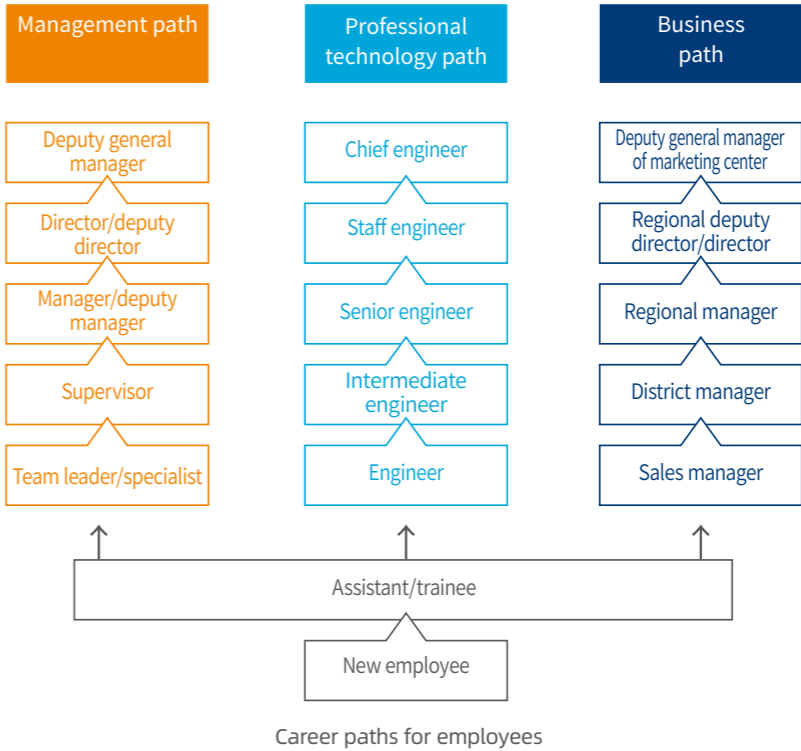 Management path
Professional
technology path
Business
path
Deputy general
manager
Chief engineer
Deputy general manager
of marketing center
Director/deputy
director
Staff engineer
Regional deputy
director/director
Manager/deputy
manager
Senior engineer
Regional manager
Supervisor
Intermediate
engineer
District manager
Team leader/specialist
Engineer
Sales manager
Assistant/trainee
New employee
Career paths for employees